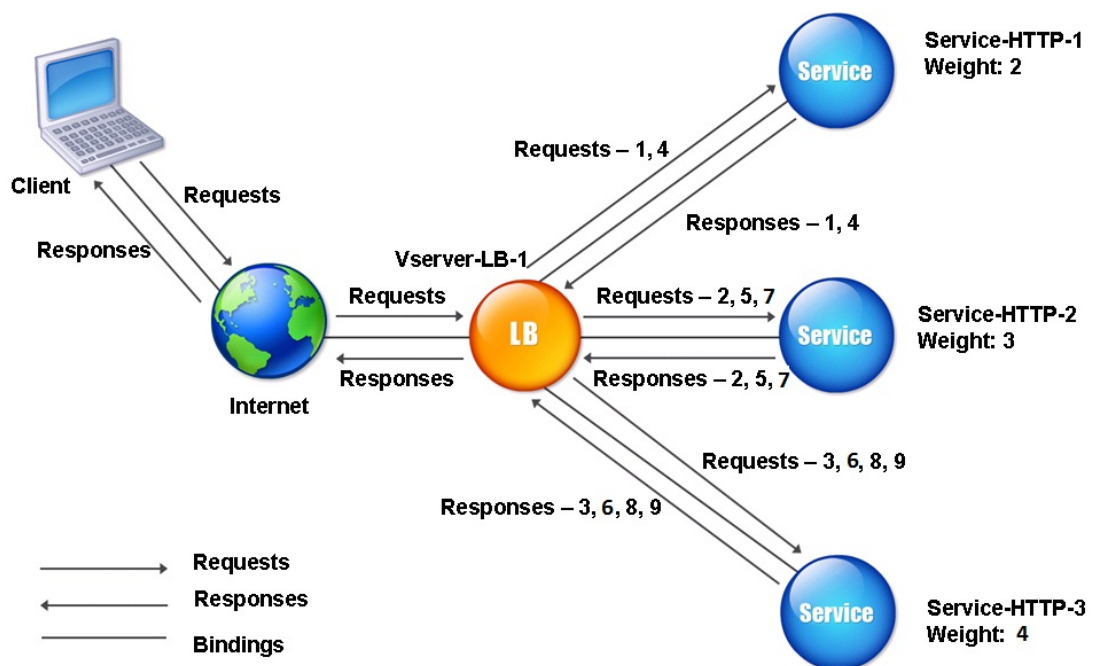 Service-HTTP-1
Weight: 2
Service
Requests – 1, 4
Client
Requests
Responses
Responses – 1, 4
Vserver-LB-1
Requests
Requests – 2, 5, 7
Service-HTTP-2
Weight: 3
LB
Service
Responses
Responses – 2, 5, 7
Internet
Requests – 3, 6, 8, 9
Responses – 3, 6, 8, 9
Requests
Responses
Bindings
Service
Service-HTTP-3
Weight: 4